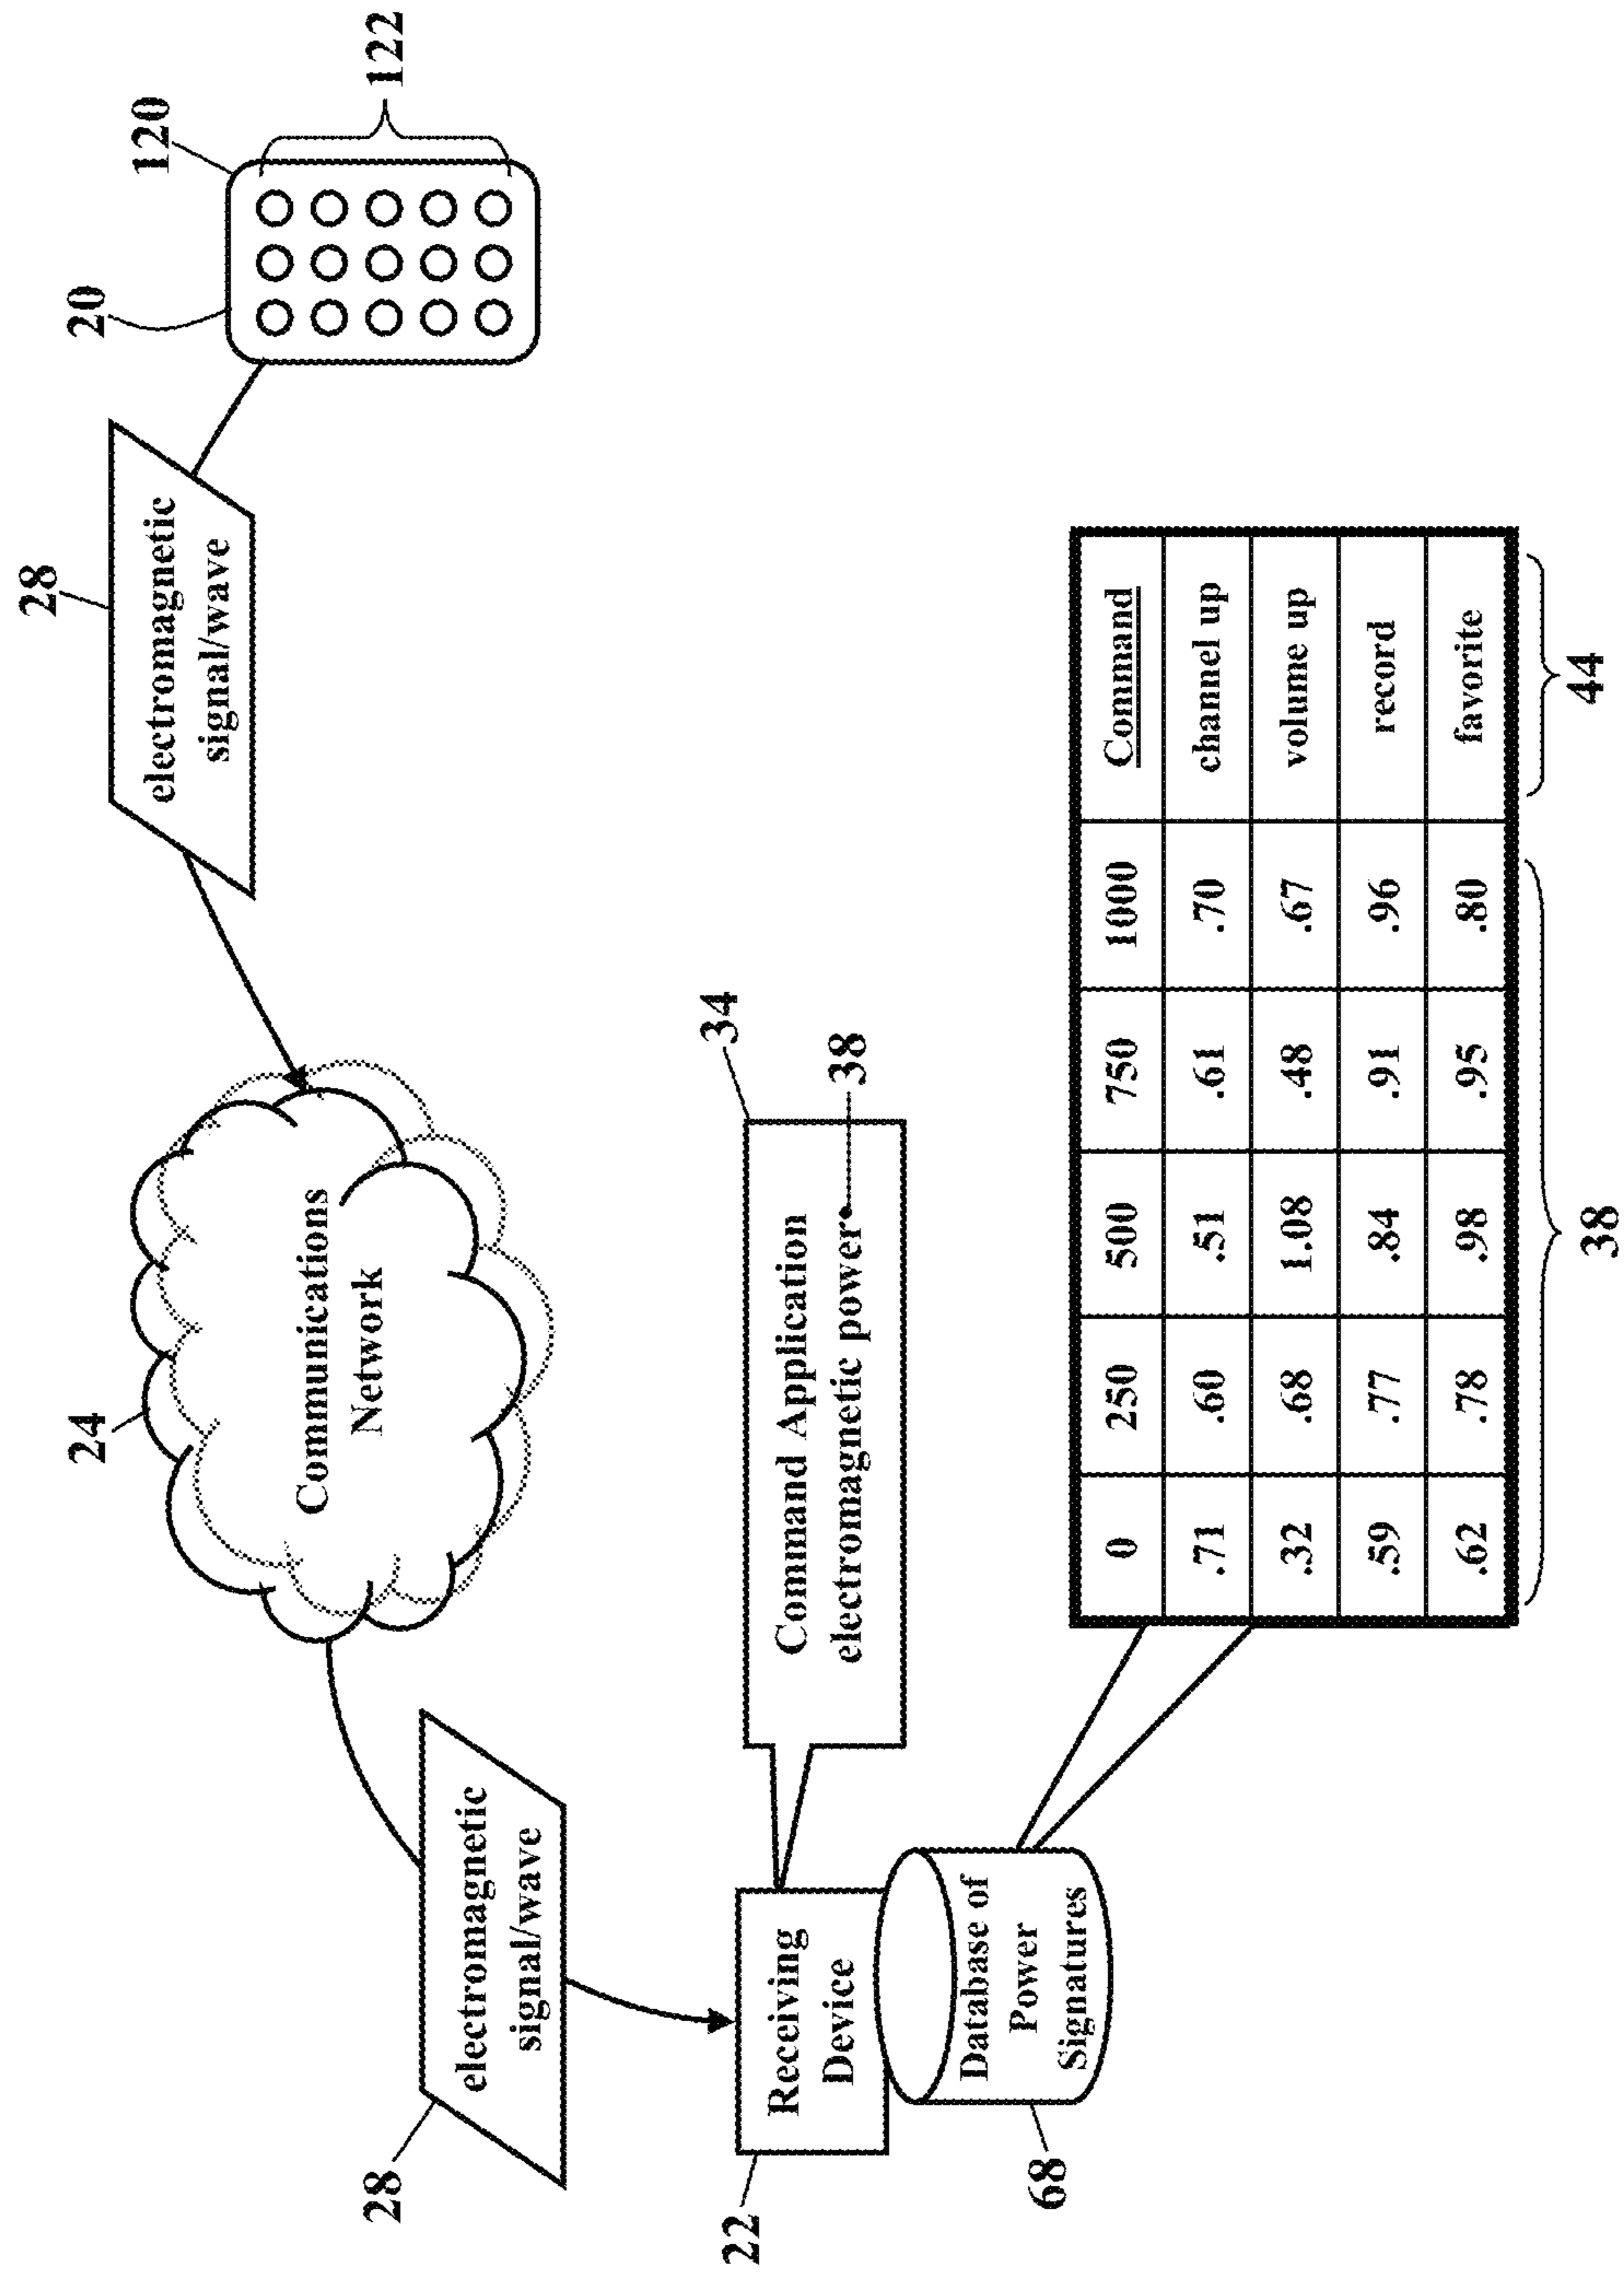 28
20
120
122
electromagnetic
signal/wave
24
Communications
Network
28
electromagnetic
signal/wave
34
22
Receiving
Device
Command Application
electromagnetic power
38
68
Database of
Power
Signatures
0 250 500 750 1000 Command
.71 .60 .51 .61 .70 channel up
.32 .68 1.08 .48 .67 volume up
.59 .77 .84 .91 .96 record
.62 .78 .98 .95 .80 favorite
38 44